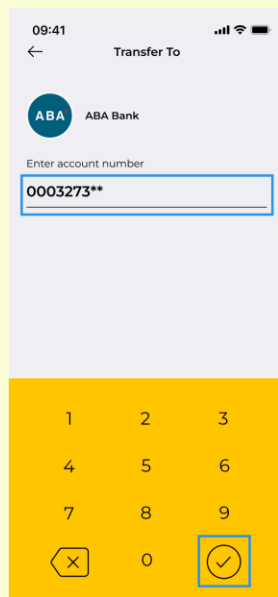 09:41
Transfer To
ABA' ABA Bank
Enter account number
0003273**
1 2 3
4 5 6
7 8 9
0